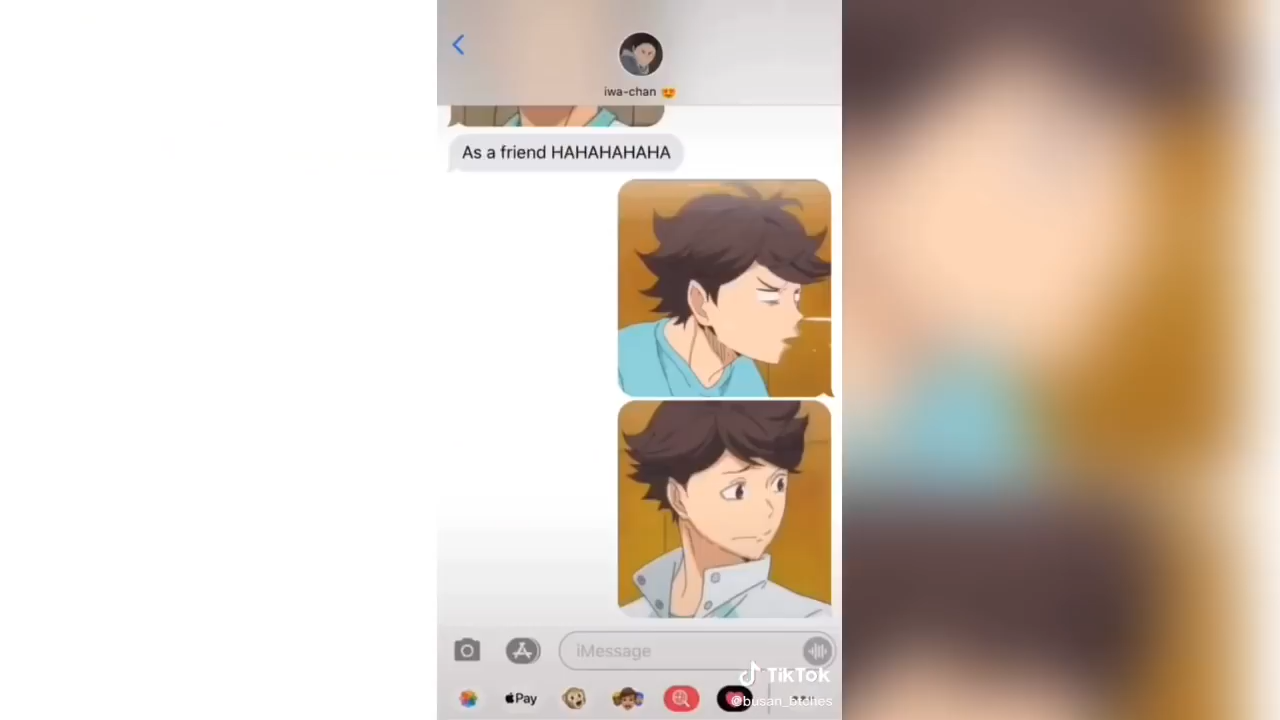 iwa-chan 😍
As a friend HAHAHAHAHA
iMessage
Pay
TikTok